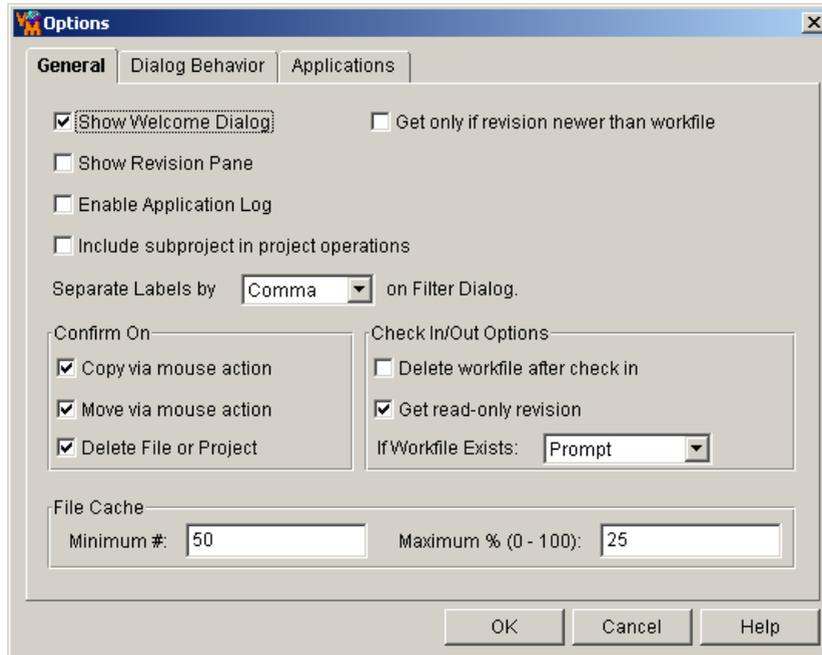 VM Options
General Dialog Behavior Applications
Show Welcome Dialog Get only if revision newer than workfile
Show Revision Pane
Enable Application Log
Include subproject in project operations
Separate Labels by Comma on Filter Dialog.
Confirm On Check In/Out Options
Copy via mouse action Delete workfile after check in
Move via mouse action Get read-only revision
Delete File or Project If Workfile Exists: Prompt
File Cache
Minimum #: 50 Maximum % (0 - 100): 25
OK Cancel Help